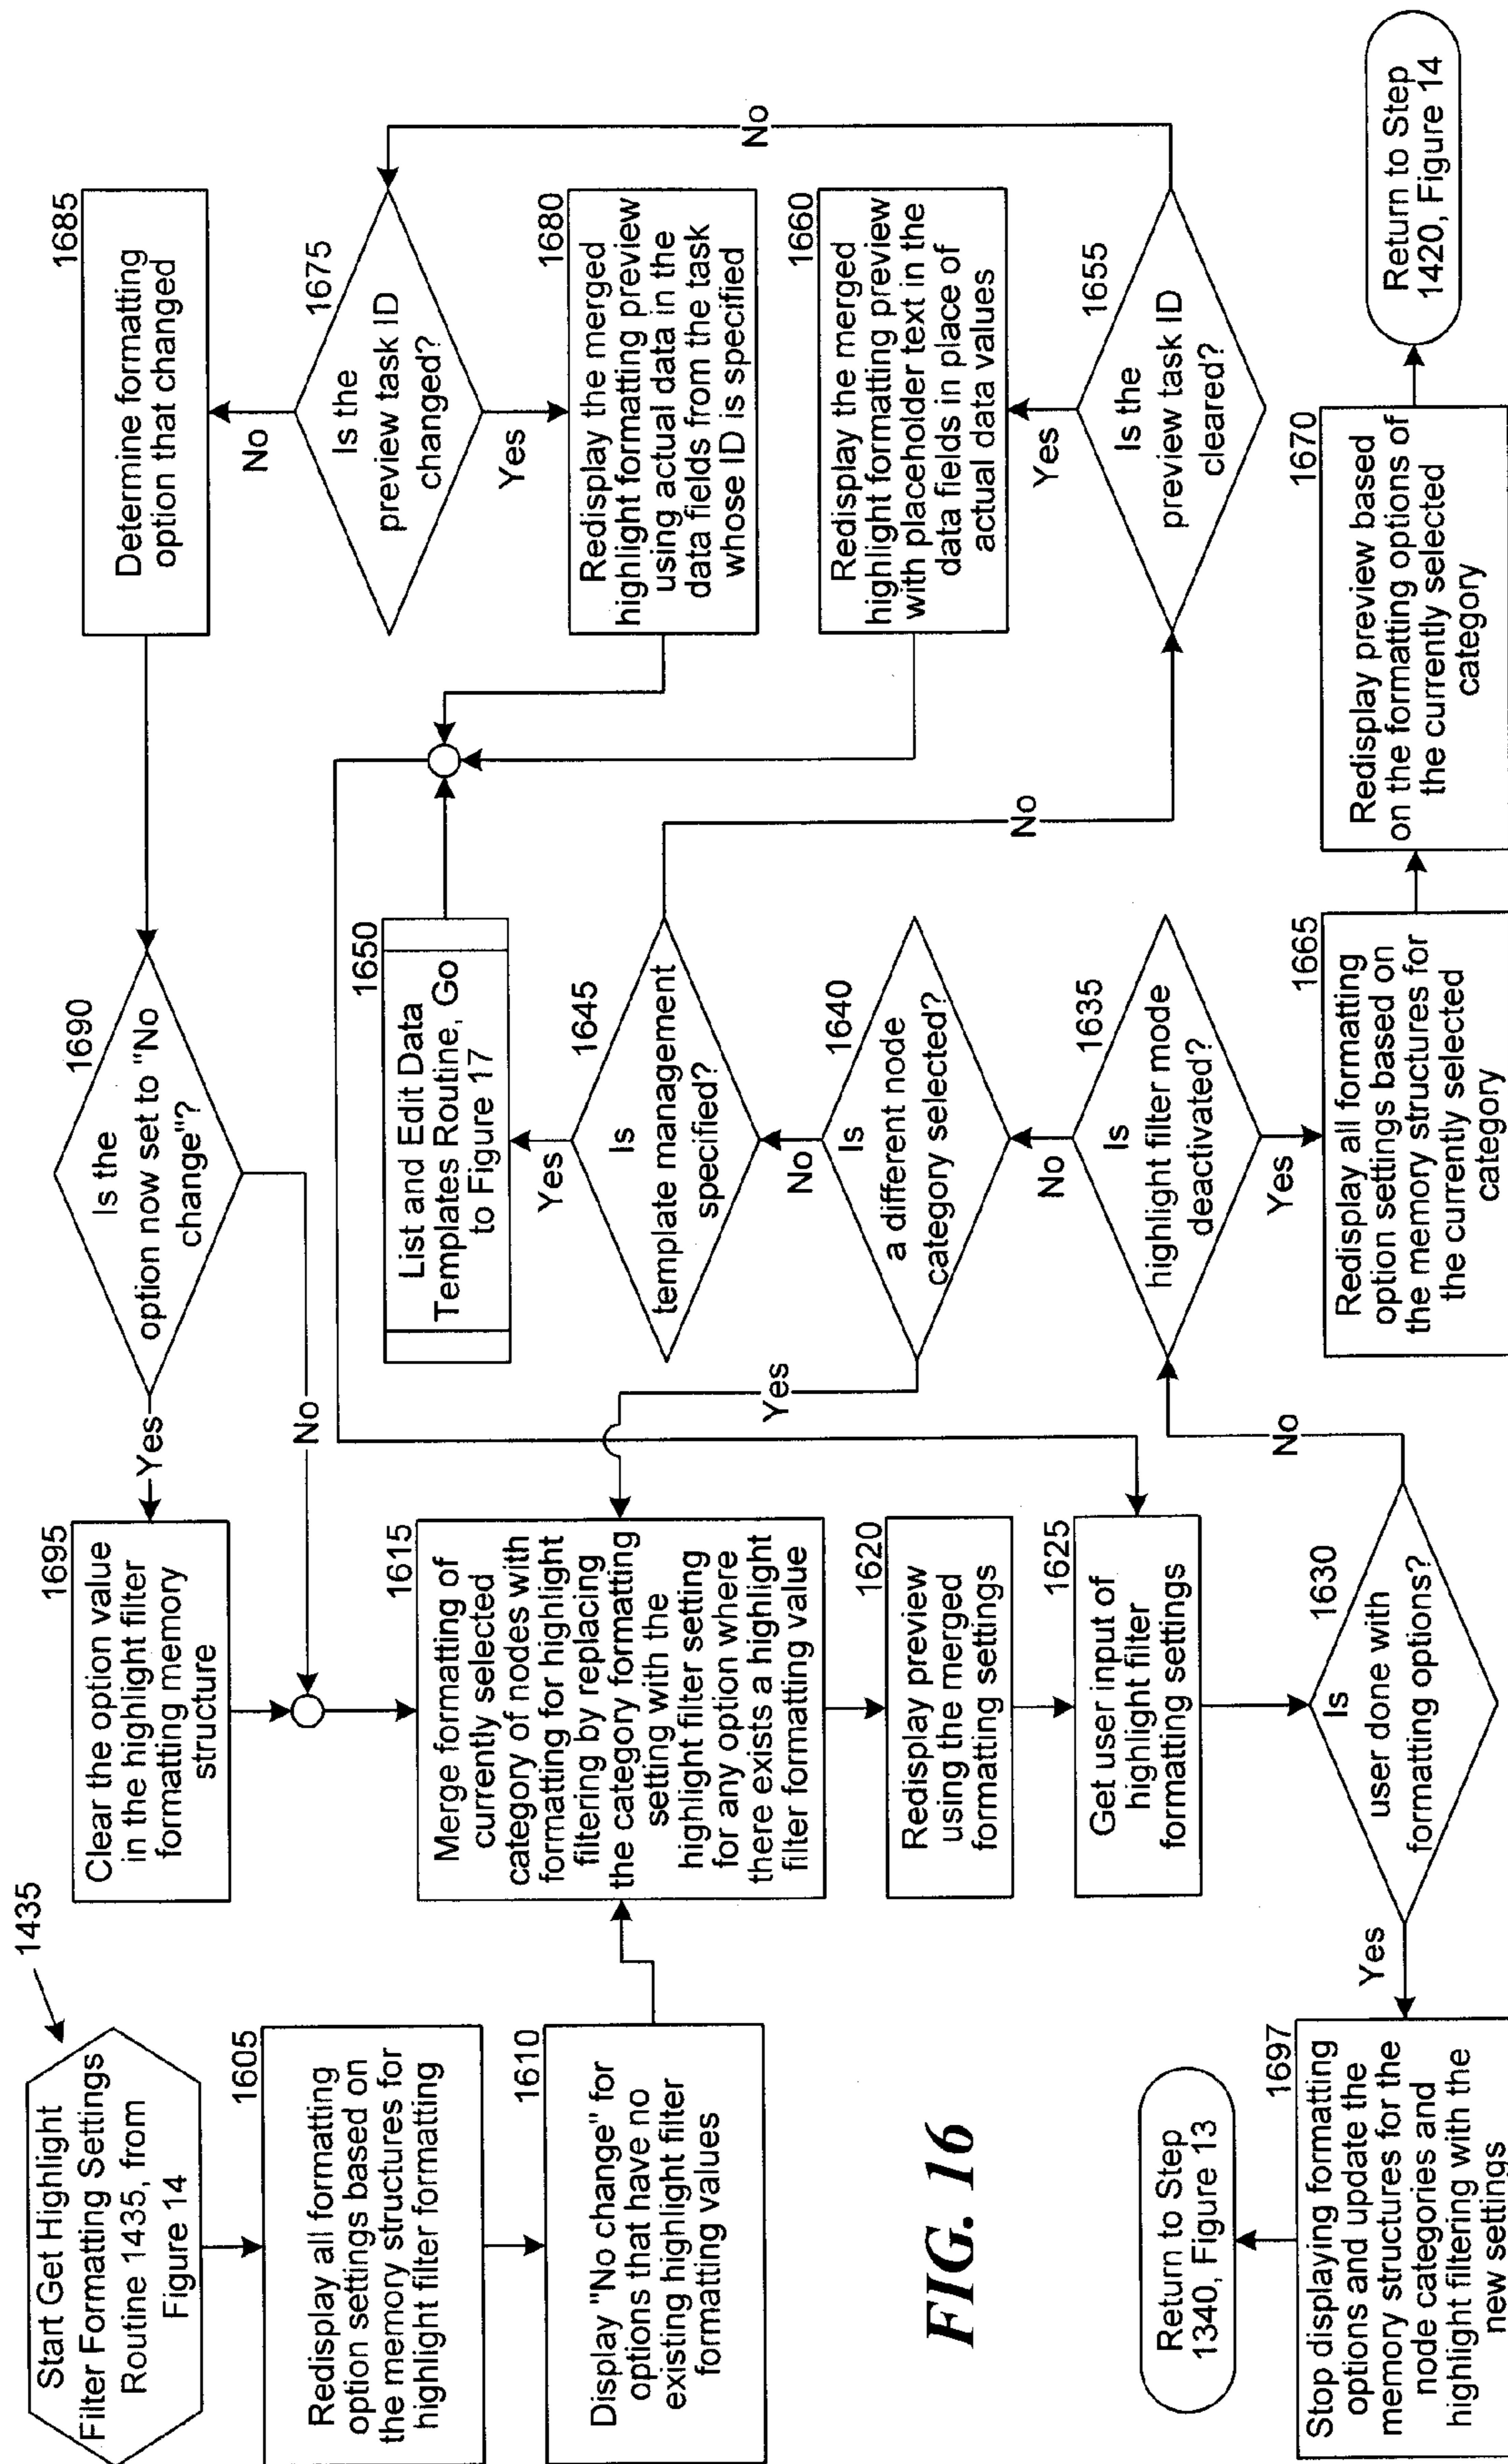 1435
Start Get Highlight
Filter Formatting Settings
Routine 1435, from
Figure 14
1605
Redisplay all formatting
option settings based on
the memory structures for
highlight filter formatting
1610
Display "No change" for
options that have no
existing highlight filter
formatting values
1695
Clear the option value
in the highlight filter
formatting memory
structure
1615
Merge formatting of
currently selected
category of nodes with
formatting for highlight
filtering by replacing
the category formatting
setting with the
highlight filter setting
for any option where
there exists a highlight
filter formatting value
1620
Redisplay preview
using the merged
formatting settings
1625
Get user input of
highlight filter
formatting settings
1630
Is
user done with
formatting options?
Yes
No
1697
Stop displaying formatting
options and update the
memory structures for the
node categories and
highlight filtering with the
new settings
Return to Step
1340, Figure 13
1635
Is
highlight filter mode
deactivated?
No
Yes
1640
Is
a different node
category selected?
Yes
No
1645
Is
template management
specified?
Yes
No
1650
List and Edit Data
Templates Routine, Go
to Figure 17
1655
Is the
preview task ID
cleared?
Yes
No
1660
Redisplay the merged
highlight formatting preview
with placeholder text in the
data fields in place of
actual data values
1665
Redisplay all formatting
option settings based on
the memory structures for
the currently selected
category
1670
Redisplay preview based
on the formatting options of
the currently selected
category
Return to Step
1420, Figure 14
1675
Is the
preview task ID
changed?
No
Yes
1680
Redisplay the merged
highlight formatting preview
using actual data in the
data fields from the task
whose ID is specified
1685
Determine formatting
option that changed
1690
Is the
option now set to "No
change"?
Yes
No
FIG. 16